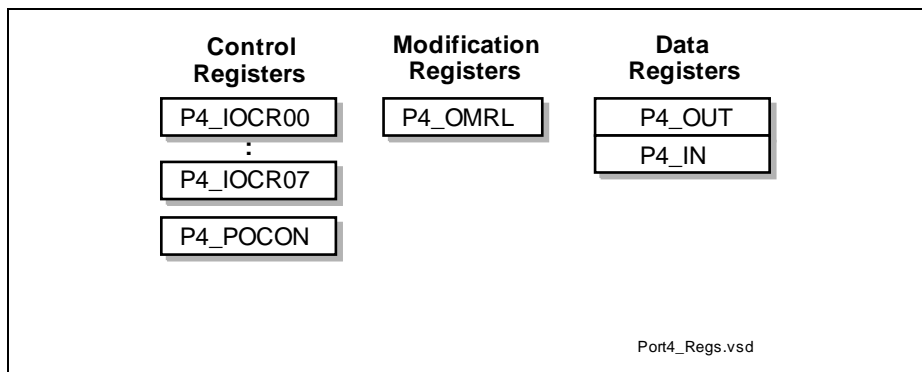 Control
Registers
P4_IOCR00
:
P4_IOCR07
P4_POCON
Modification
Registers
P4_OMRL
Data
Registers
P4_OUT
P4_IN
Port4_Regs.vsd